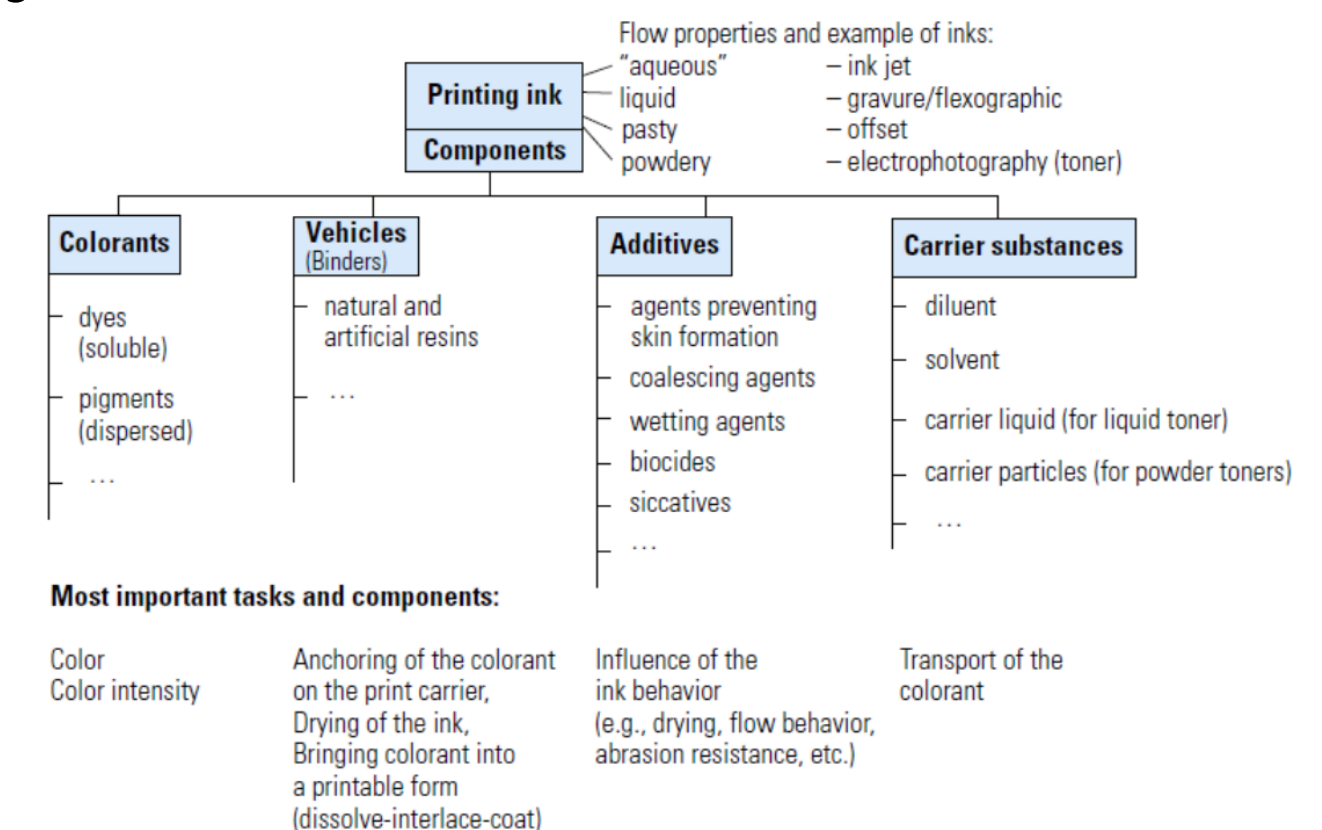 Flow properties and example of inks:
“aqueous” – ink jet
liquid – gravure/flexographic
pasty – offset
powdery – electrophotography (toner)
Printing ink
Components
Colorants
dyes
(soluble)
pigments
(dispersed)
...
Vehicles
(Binders)
natural and
artificial resins
...
Additives
agents preventing
skin formation
coalescing agents
wetting agents
biocides
siccatives
...
Carrier substances
diluent
solvent
carrier liquid (for liquid toner)
carrier particles (for powder toners)
...
Most important tasks and components:
Color
Color intensity
Anchoring of the colorant
on the print carrier,
Drying of the ink,
Bringing colorant into
a printable form
(dissolve-interlace-coat)
Influence of the
ink behavior
(e.g., drying, flow behavior,
abrasion resistance, etc.)
Transport of the
colorant